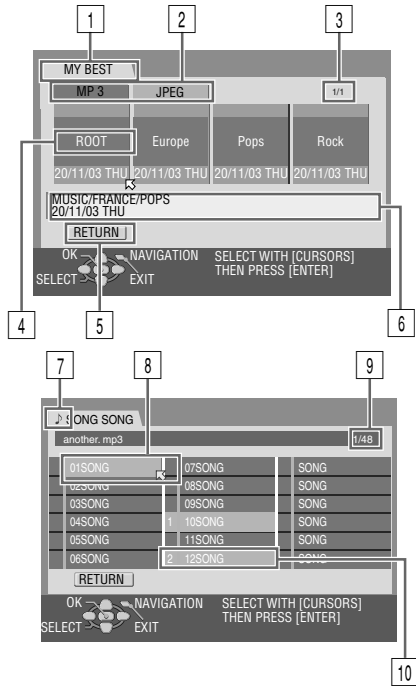 1 2 3
MY BEST
MP 3 JPEG 1/1
ROOT Europe Pops Rock
20/11/03 THU 20/11/03 THU 20/11/03 THU 20/11/03 THU
MUSIC/FRANCE/POPS
20/11/03 THU
RETURN
OK NAVIGATION SELECT WITH [CURSORS]
SELECT EXIT THEN PRESS [ENTER]
4 5 6
7 8 9
♪ SONG SONG
another. mp3 1/48
01SONG 07SONG SONG
02SONG 08SONG SONG
03SONG 09SONG SONG
04SONG 1 10SONG SONG
05SONG 11SONG SONG
06SONG 2 12SONG SONG
RETURN
OK NAVIGATION SELECT WITH [CURSORS]
SELECT EXIT THEN PRESS [ENTER]
10